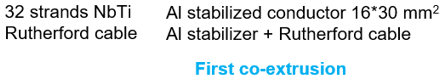 32 strands NbTi Al stabilized conductor 16*30 mm²
Rutherford cable Al stabilizer + Rutherford cable
First co-extrusion